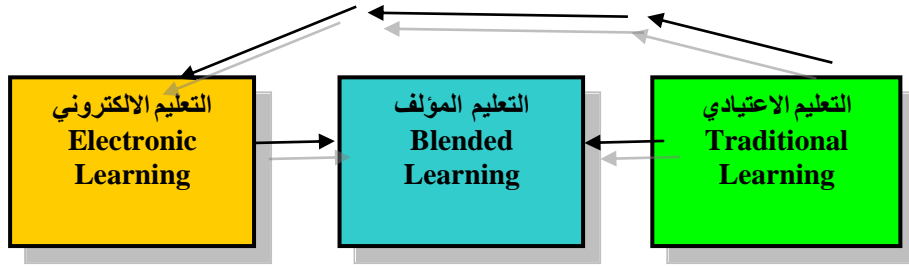 التعليم الالكتروني
Electronic
Learning
التعليم المؤلف
Blended
Learning
التعليم الاعتيادي
Traditional
Learning